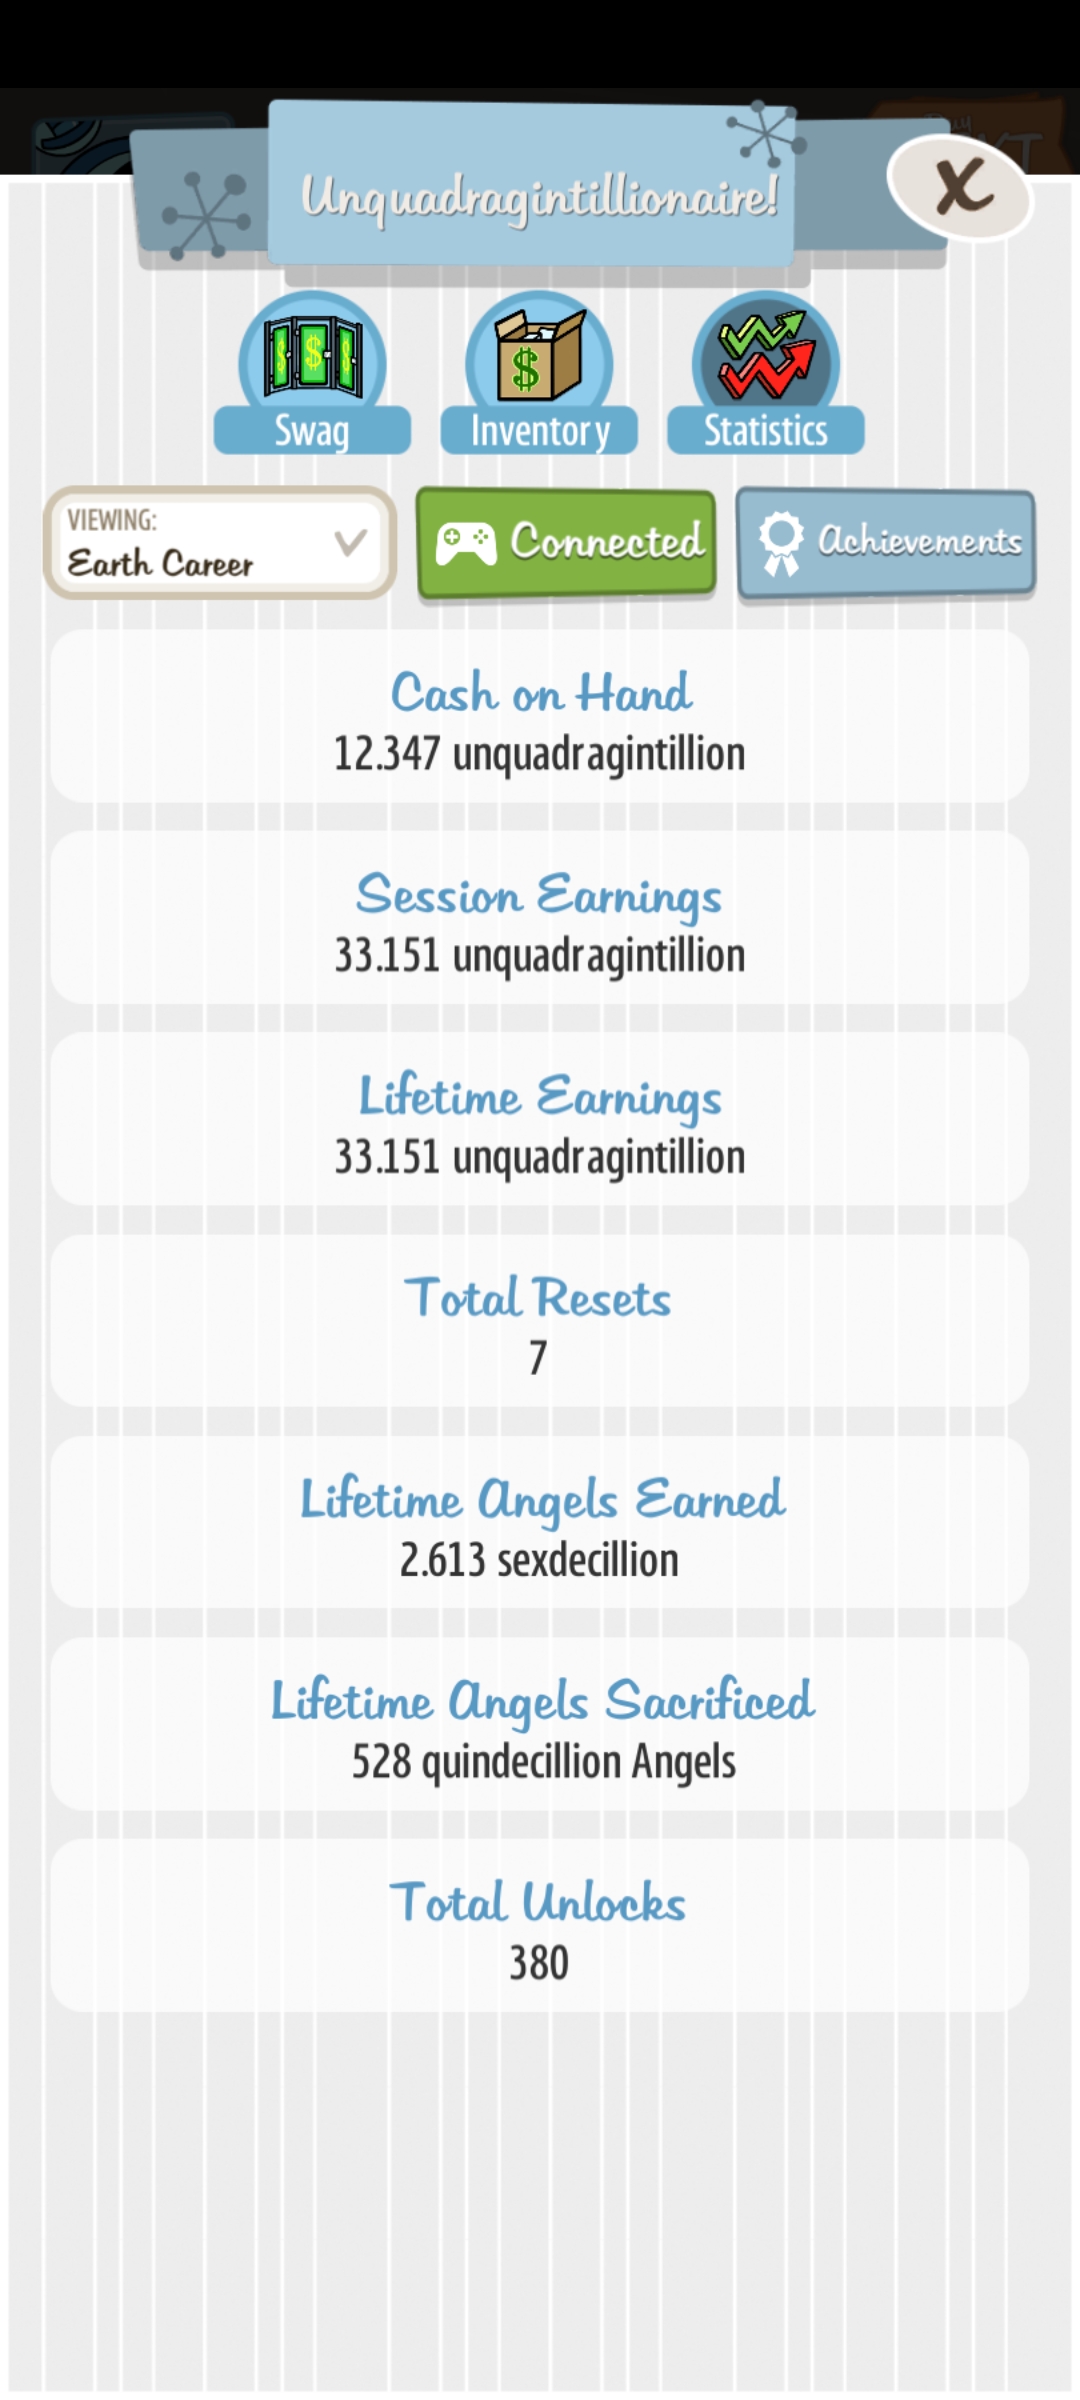 Unquadragintillionaire!
X
Swag
Inventory
Statistics
VIEWING:
Earth Career
Connected
Achievements
Cash on Hand
12.347 unquadragintillion
Session Earnings
33.151 unquadragintillion
Lifetime Earnings
33.151 unquadragintillion
Total Resets
7
Lifetime Angels Earned
2.613 sexdecillion
Lifetime Angels Sacrificed
528 quindecillion Angels
Total Unlocks
380